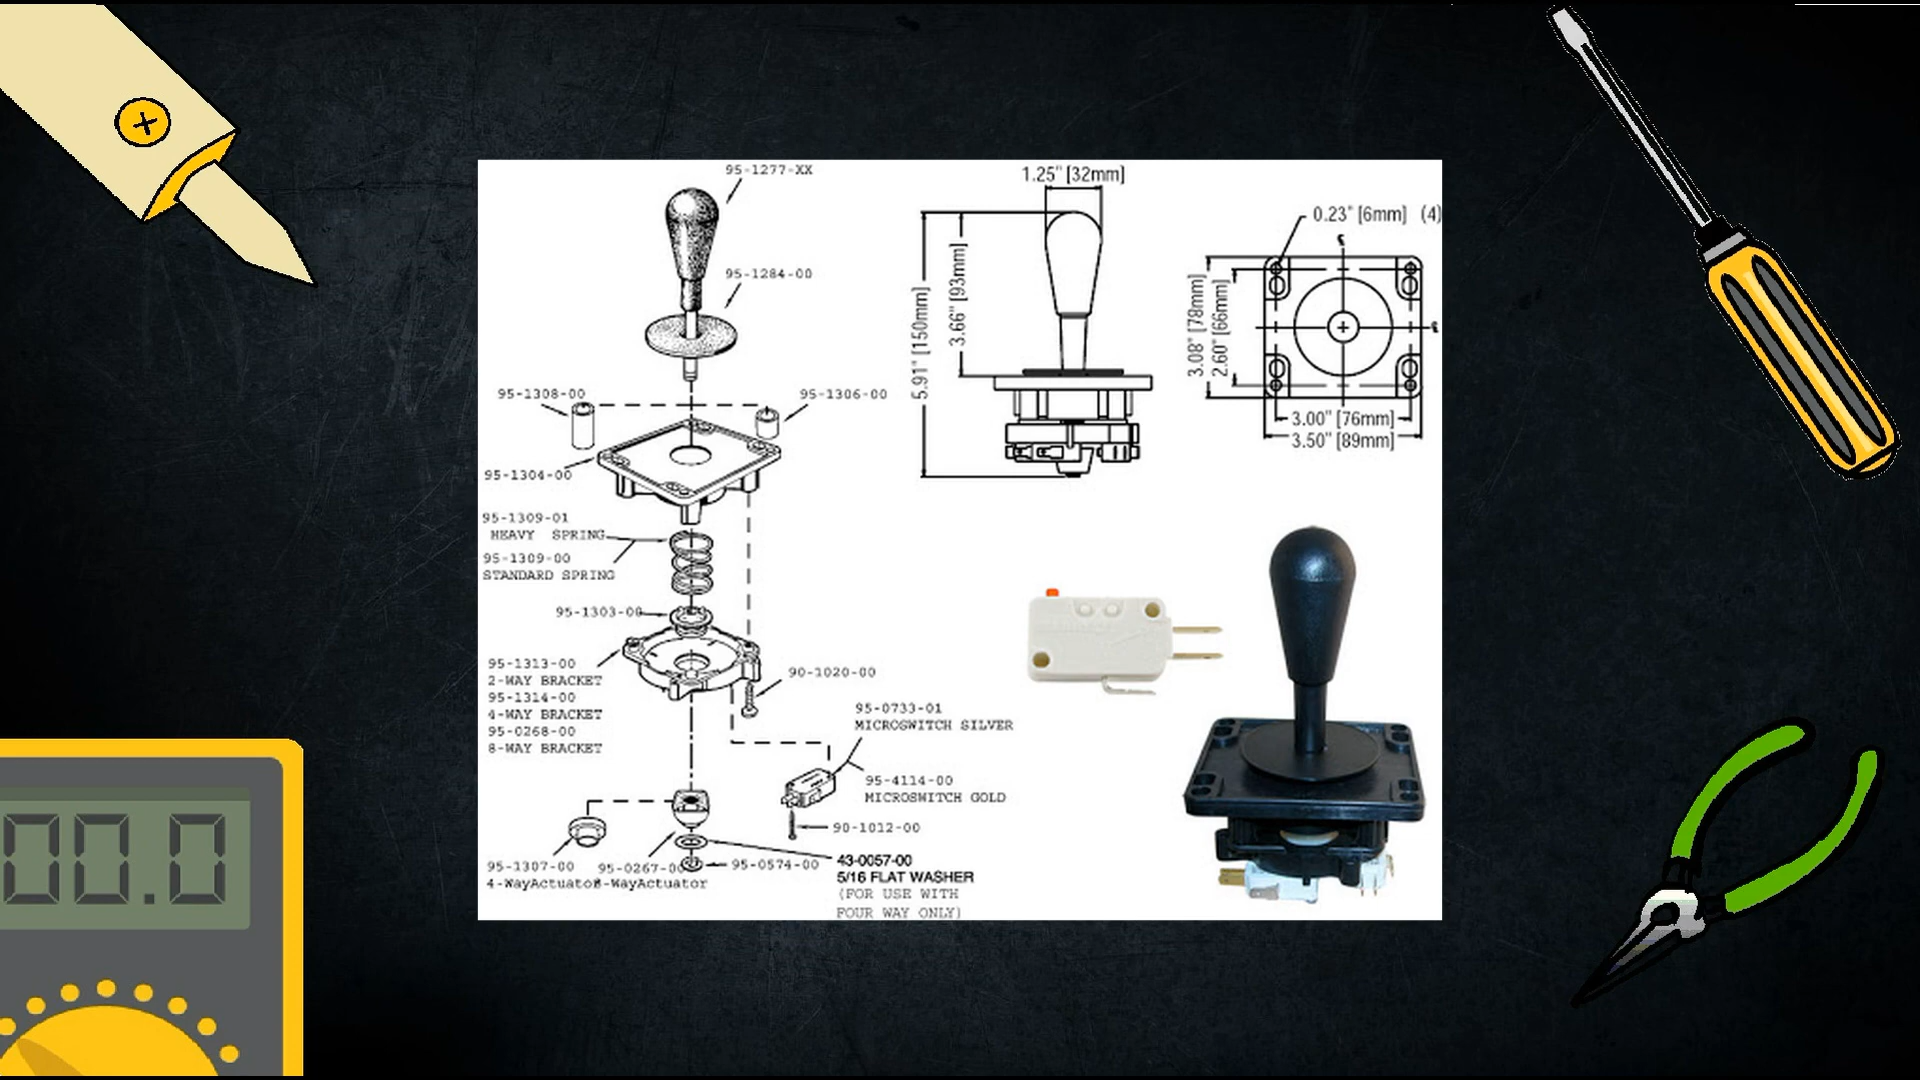 95-1277-XX
95-1284-00
95-1308-00
95-1306-00
95-1304-00
95-1309-01
HEAVY SPRING
95-1309-00
STANDARD SPRING
95-1303-00
95-1313-00
2-WAY BRACKET
95-1314-00
4-WAY BRACKET
95-0268-00
8-WAY BRACKET
90-1020-00
95-0733-01
MICROSWITCH SILVER
95-4114-00
MICROSWITCH GOLD
90-1012-00
95-1307-00
4-WayActuator
95-0267-00
8-WayActuator
95-0574-00
43-0057-00
5/16 FLAT WASHER
(FOR USE WITH
FOUR WAY ONLY)
1.25" [32mm]
5.91" [150mm]
3.66" [93mm]
0.23" [6mm] (4)
3.08" [78mm]
2.60" [66mm]
3.00" [76mm]
3.50" [89mm]
00.0